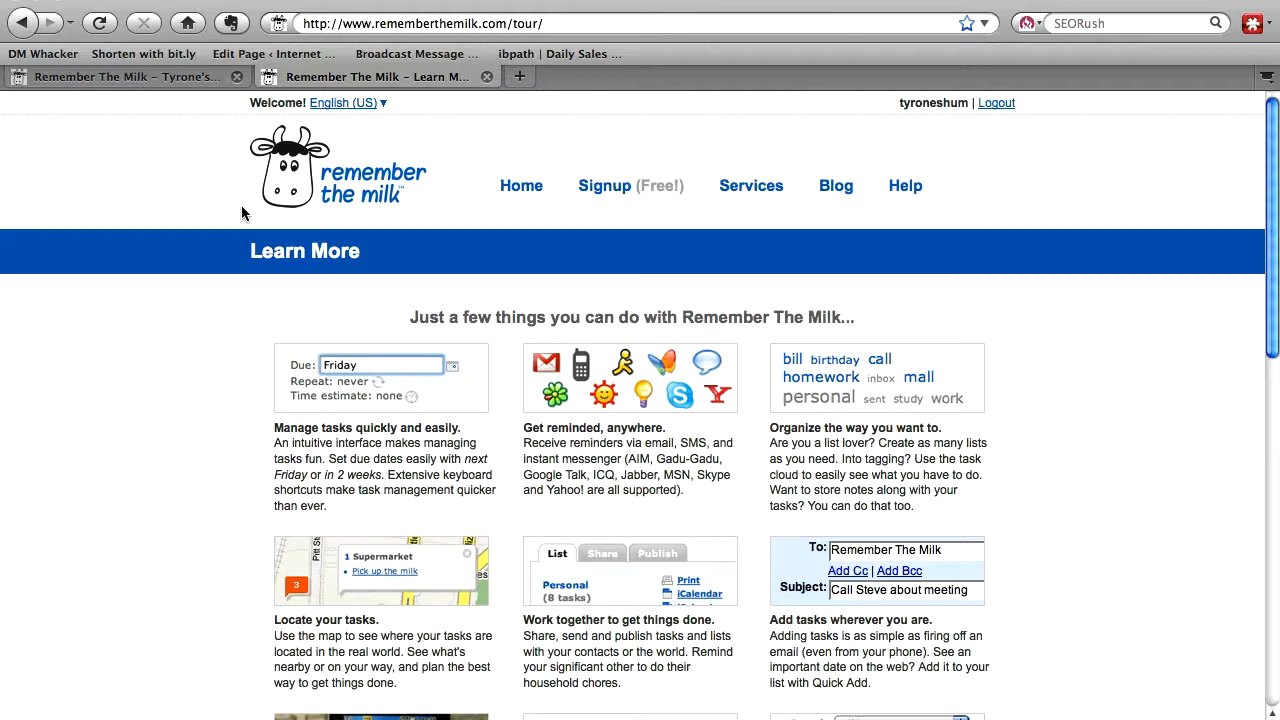 http://www.rememberthemilk.com/tour/
SEORush
DM Whacker Shorten with bit.ly Edit Page ‹ Internet ... Broadcast Message ... ibpath | Daily Sales ...
Remember The Milk – Tyrone's...
Remember The Milk – Learn M...
Welcome! English (US) ▾
tyroneshum | Logout
remember
the milk™
Home Signup (Free!) Services Blog Help
Learn More
Just a few things you can do with Remember The Milk...
Due: Friday
Repeat: never
Time estimate: none
Manage tasks quickly and easily.
An intuitive interface makes managing
tasks fun. Set due dates easily with next
Friday or in 2 weeks. Extensive keyboard
shortcuts make task management quicker
than ever.
Get reminded, anywhere.
Receive reminders via email, SMS, and
instant messenger (AIM, Gadu-Gadu,
Google Talk, ICQ, Jabber, MSN, Skype
and Yahoo! are all supported).
bill birthday call
homework inbox mall
personal sent study work
Organize the way you want to.
Are you a list lover? Create as many lists
as you need. Into tagging? Use the task
cloud to easily see what you have to do.
Want to store notes along with your
tasks? You can do that too.
Pitt St
1 Supermarket
Pick up the milk
3
Locate your tasks.
Use the map to see where your tasks are
located in the real world. See what's
nearby or on your way, and plan the best
way to get things done.
List Share Publish
Personal
(8 tasks)
Print
iCalendar
Work together to get things done.
Share, send and publish tasks and lists
with your contacts or the world. Remind
your significant other to do their
household chores.
To: Remember The Milk
Add Cc | Add Bcc
Subject: Call Steve about meeting
Add tasks wherever you are.
Adding tasks is as simple as firing off an
email (even from your phone). See an
important date on the web? Add it to your
list with Quick Add.